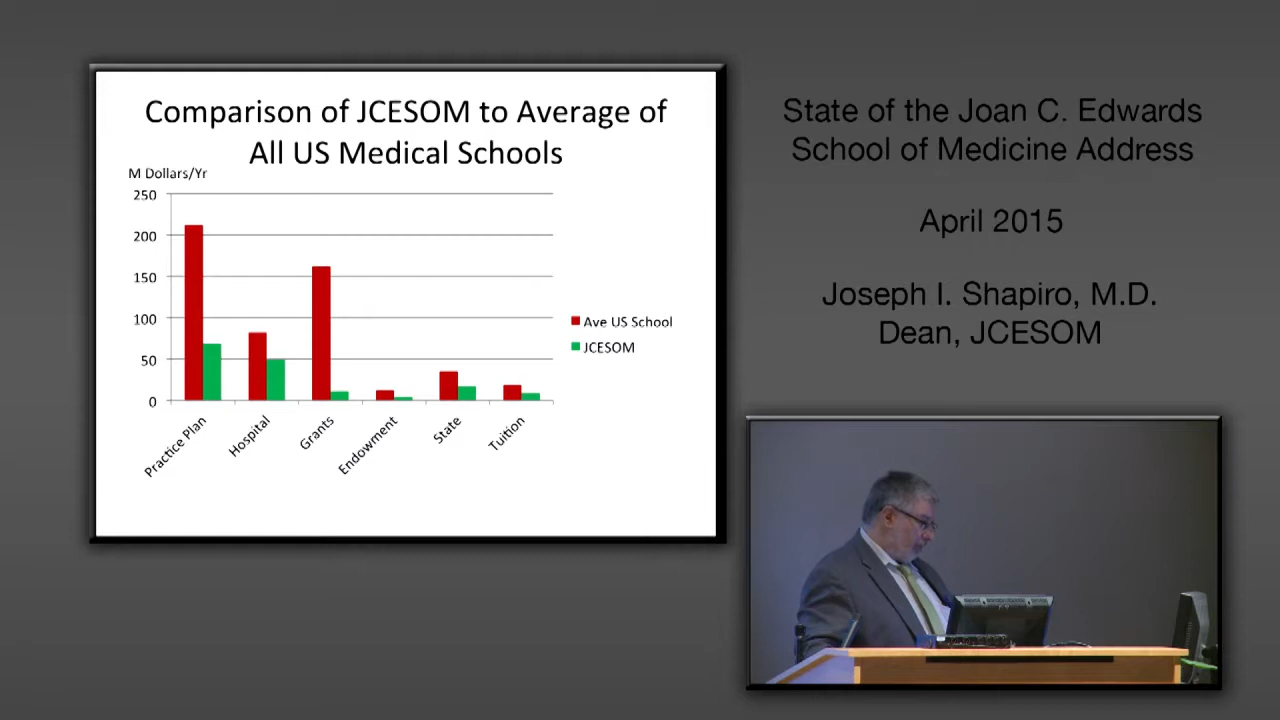 Comparison of JCESOM to Average of
All US Medical Schools
M Dollars/Yr
250
200
150
100
50
0
Practice Plan
Hospital
Grants
Endowment
State
Tuition
Ave US School
JCESOM
State of the Joan C. Edwards
School of Medicine Address
April 2015
Joseph I. Shapiro, M.D.
Dean, JCESOM